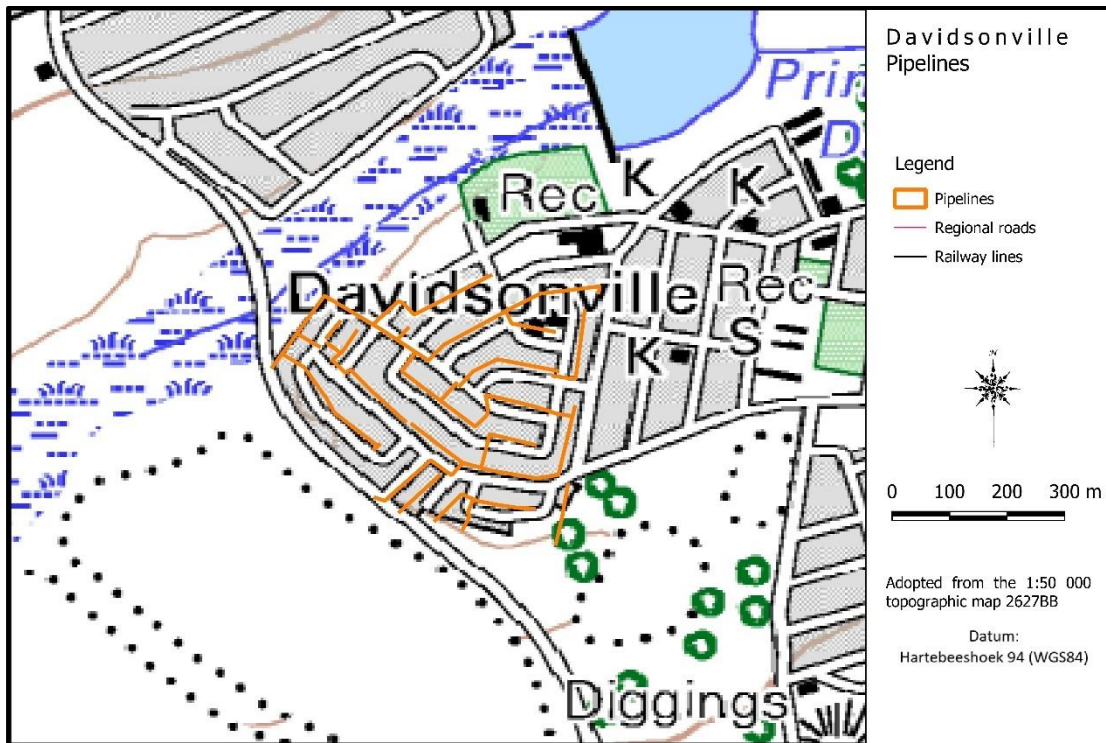 Davidsonville
Pipelines
Legend
Pipelines
Regional roads
Railway lines
N
0 100 200 300 m
Adopted from the 1:50 000
topographic map 2627BB
Datum:
Hartebeeshoek 94 (WGS84)
Prin
D
Rec
K
K
Davidsonville
Rec
K
S
Diggings